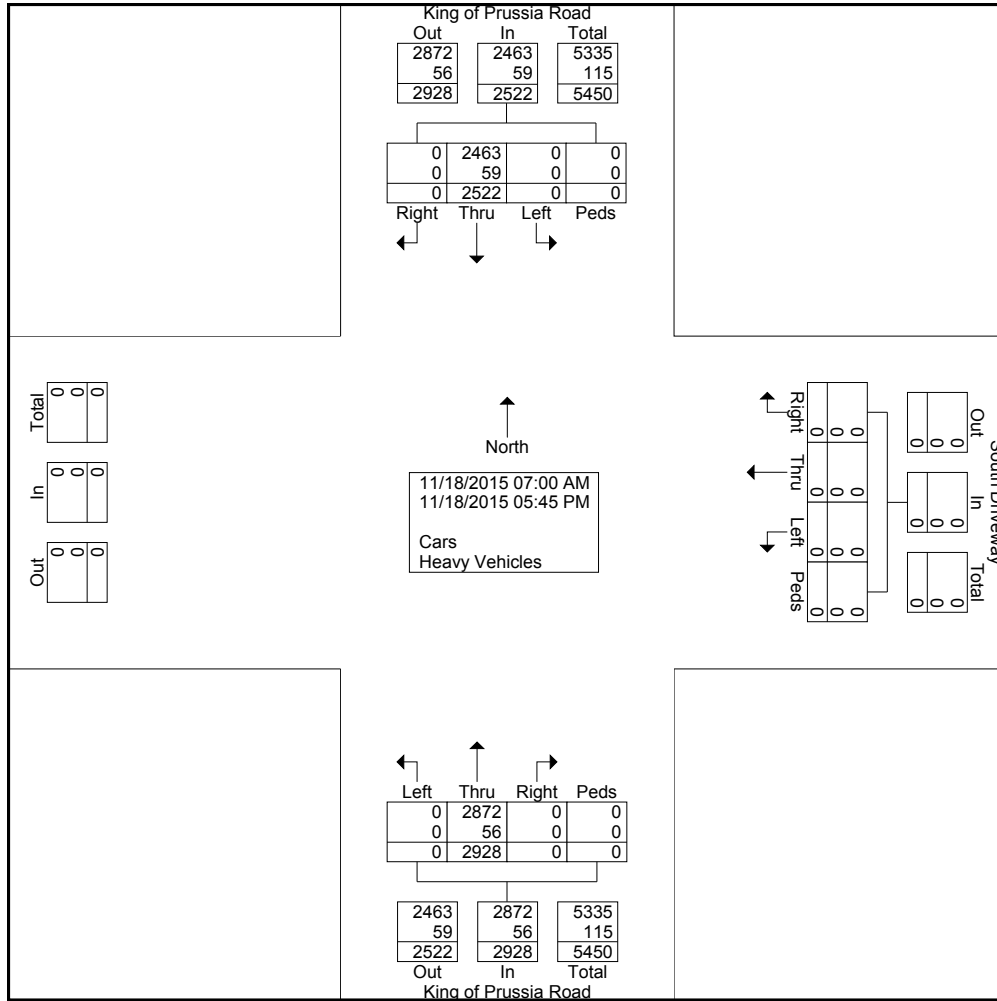 King of Prussia Road
Out In Total
2872 2463 5335
56 59 115
2928 2522 5450
0 2463 0 0
0 59 0 0
0 2522 0 0
Right Thru Left Peds
Total
0 0 0
In
0 0 0
Out
0 0 0
North
11/18/2015 07:00 AM
11/18/2015 05:45 PM
Cars
Heavy Vehicles
South Driveway
Out In Total
0 0 0
0 0 0
0 0 0
0 0 0 0
0 0 0 0
0 0 0 0
Right Thru Left Peds
Left Thru Right Peds
0 2872 0 0
0 56 0 0
0 2928 0 0
2463 2872 5335
59 56 115
2522 2928 5450
Out In Total
King of Prussia Road